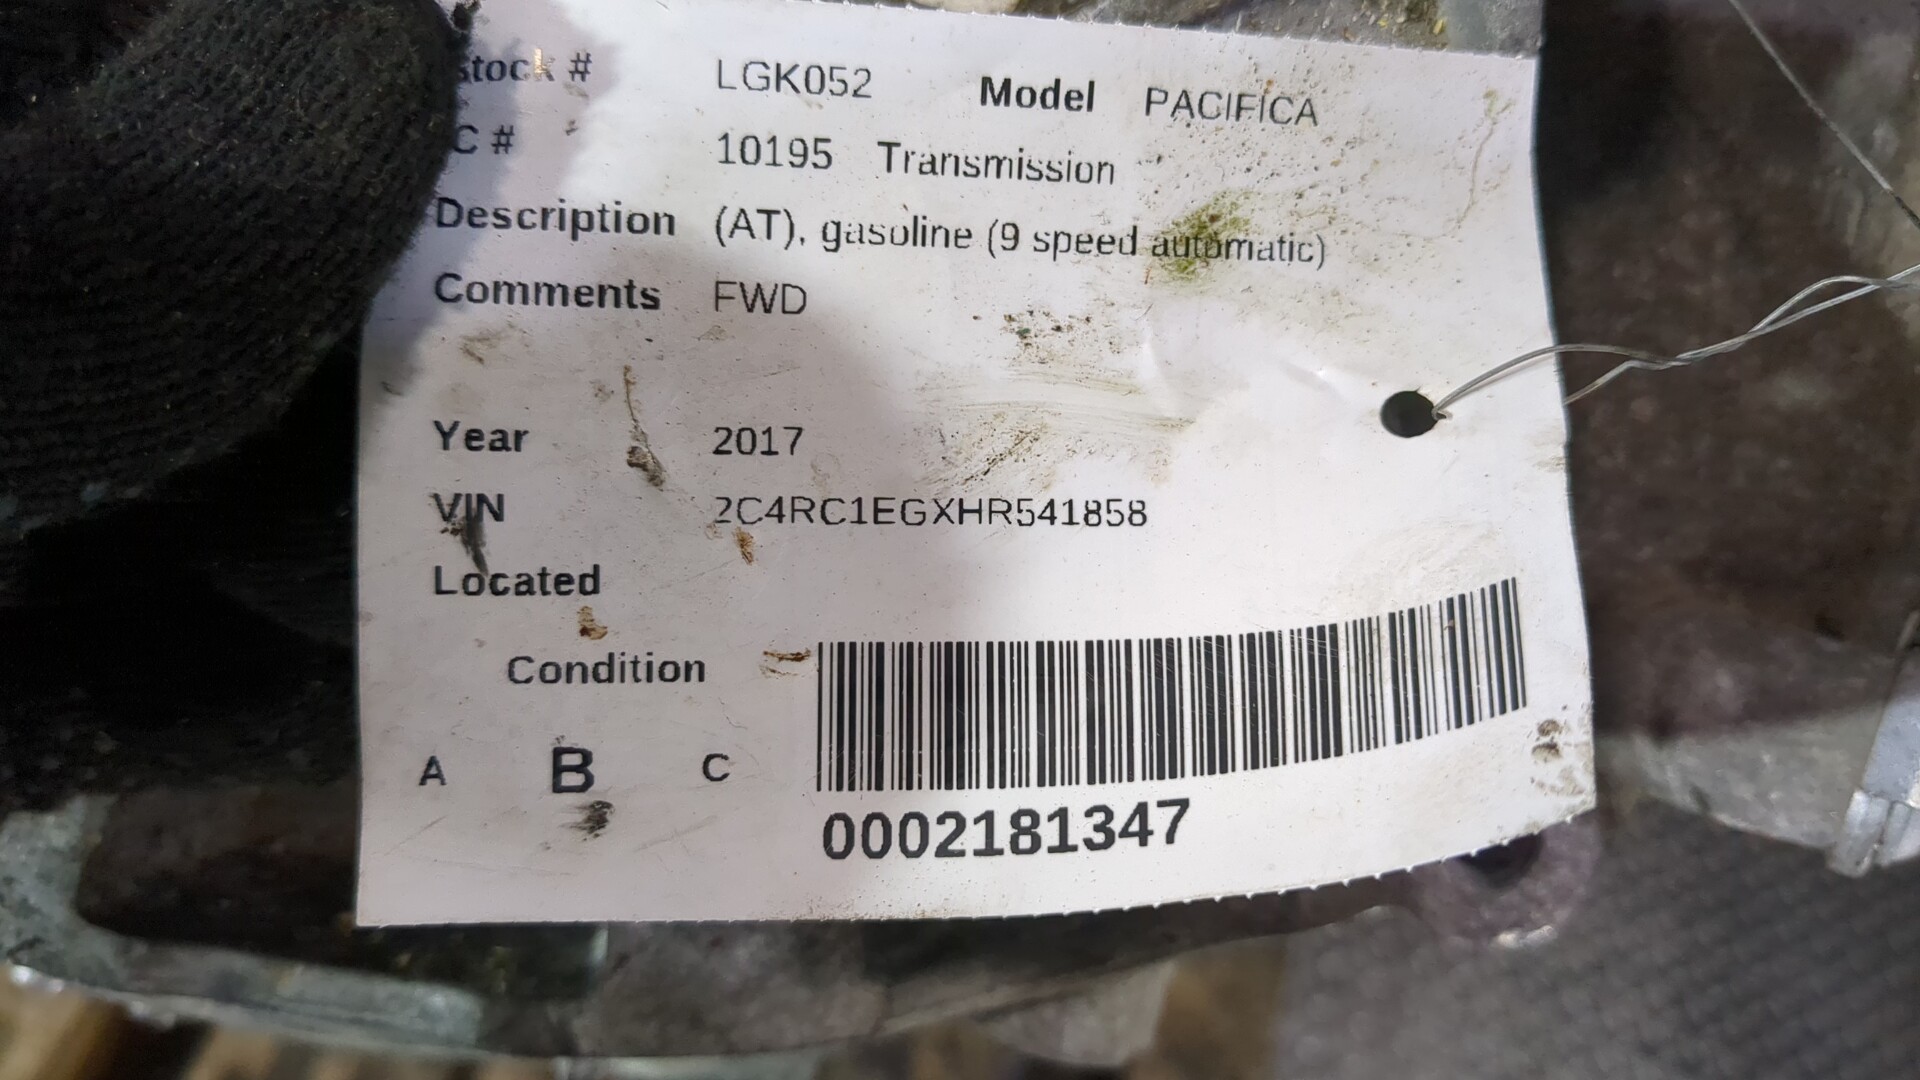 stock # LGK052 Model PACIFICA
C # 10195 Transmission
Description (AT), gasoline (9 speed automatic)
Comments FWD
Year 2017
VIN 2C4RC1EGXHR541858
Located
Condition
A B C
0002181347